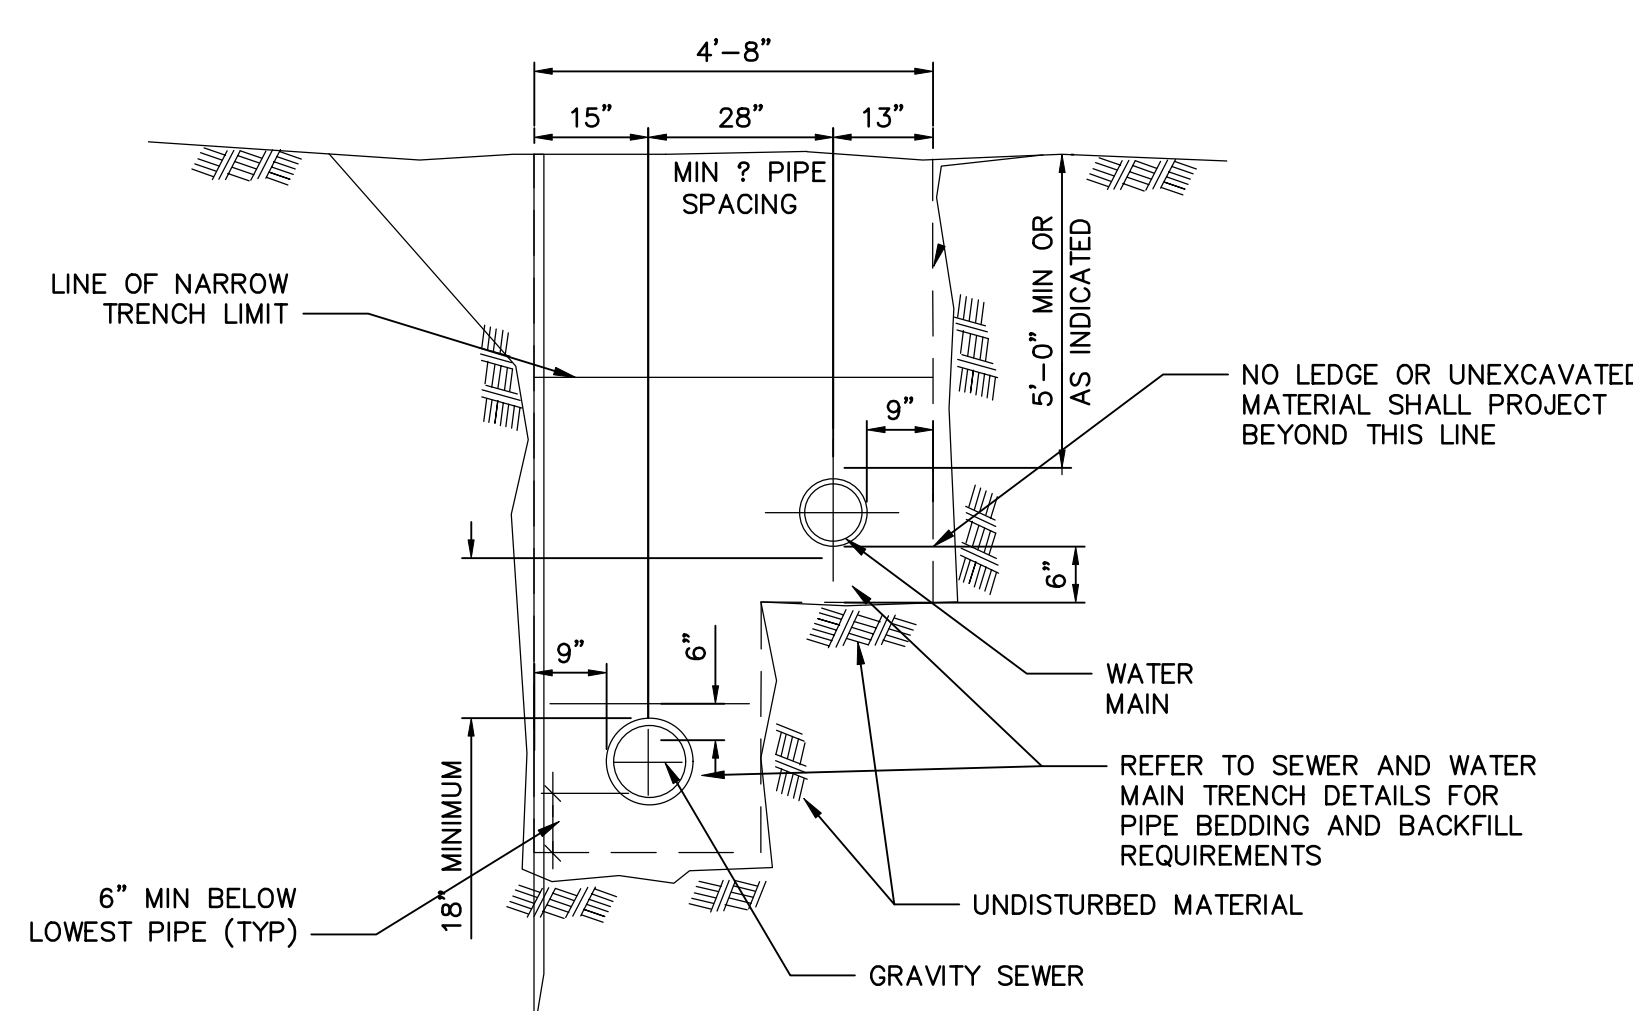 4'-8"
15"
28"
13"
MIN ? PIPE
SPACING
LINE OF NARROW
TRENCH LIMIT
5'-0" MIN OR
AS INDICATED
NO LEDGE OR UNEXCAVATED
MATERIAL SHALL PROJECT
BEYOND THIS LINE
9"
6"
9"
6"
WATER
MAIN
18" MINIMUM
REFER TO SEWER AND WATER
MAIN TRENCH DETAILS FOR
PIPE BEDDING AND BACKFILL
REQUIREMENTS
6" MIN BELOW
LOWEST PIPE (TYP)
UNDISTURBED MATERIAL
GRAVITY SEWER